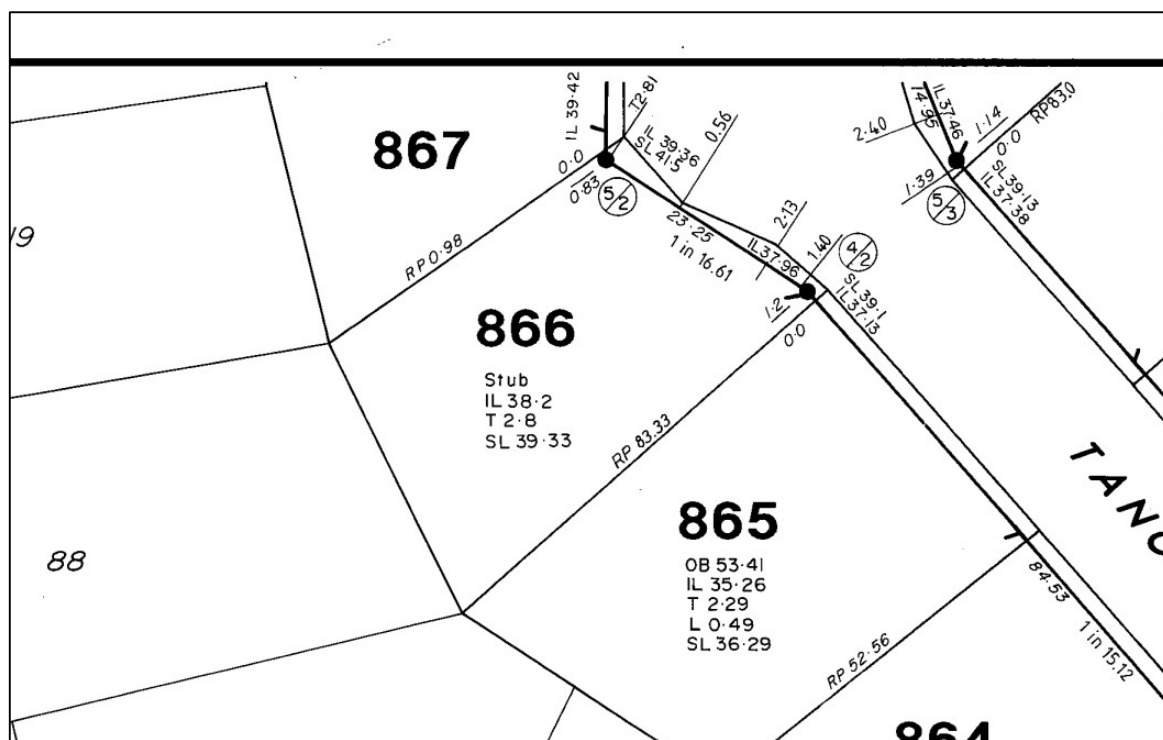 867
IL 39·42
T2·81
IL 39·36
SL 41·5
0·56
0·0
0·83
5/2
23·25
1 in 16.61
IL37·96
2·13
1·40
4/2
SL 39·1
IL 37·13
1·2
0·0
RP 0·98
14·95
IL 37·46
2·40
1·14
0·0
RP 83.0
1·39
5/3
SL 39·13
IL 37·38
19
866
Stub
IL 38·2
T 2·8
SL 39·33
RP 83.33
865
OB 53·41
IL 35·26
T 2·29
L 0·49
SL 36·29
88
RP 52·56
84·53
1 in 15.12
864